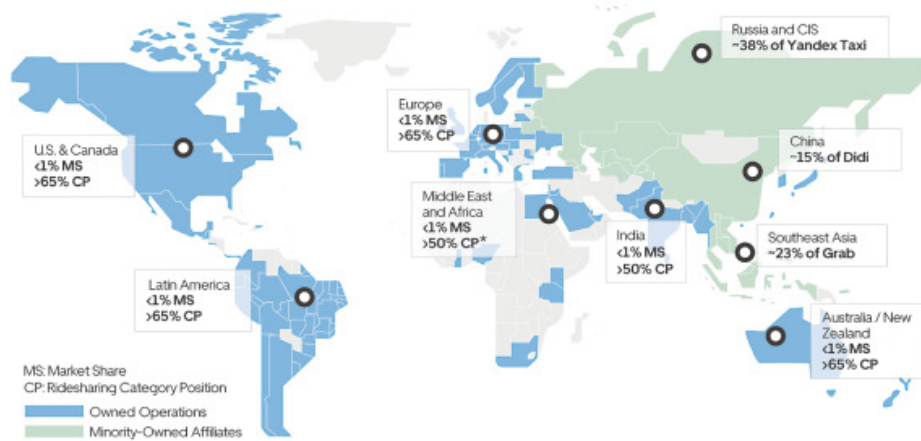 Russia and CIS
~38% of Yandex Taxi
Europe
<1% MS
>65% CP
U.S. & Canada
<1% MS
>65% CP
China
~15% of Didi
Middle East
and Africa
<1% MS
>50% CP*
India
<1% MS
>50% CP
Southeast Asia
~23% of Grab
Latin America
<1% MS
>65% CP
Australia / New
Zealand
<1% MS
>65% CP
MS: Market Share
CP: Ridesharing Category Position
Owned Operations
Minority-Owned Affiliates